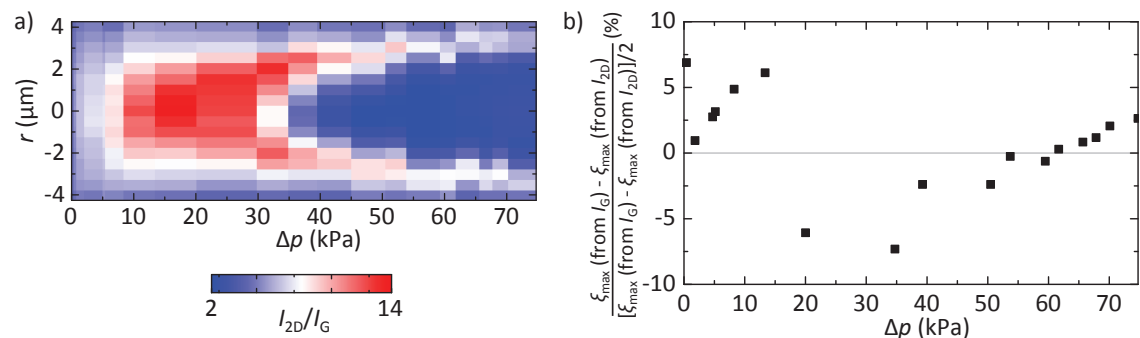 a)
4
2
0
-2
-4
r (μm)
0 10 20 30 40 50 60 70
Δp (kPa)
2 14
I2D/IG
b)
10
5
0
-5
-10
ξmax (from IG) - ξmax (from I2D)
[ξmax (from IG) - ξmax (from I2D)]/2
(%)
0 10 20 30 40 50 60 70
Δp (kPa)